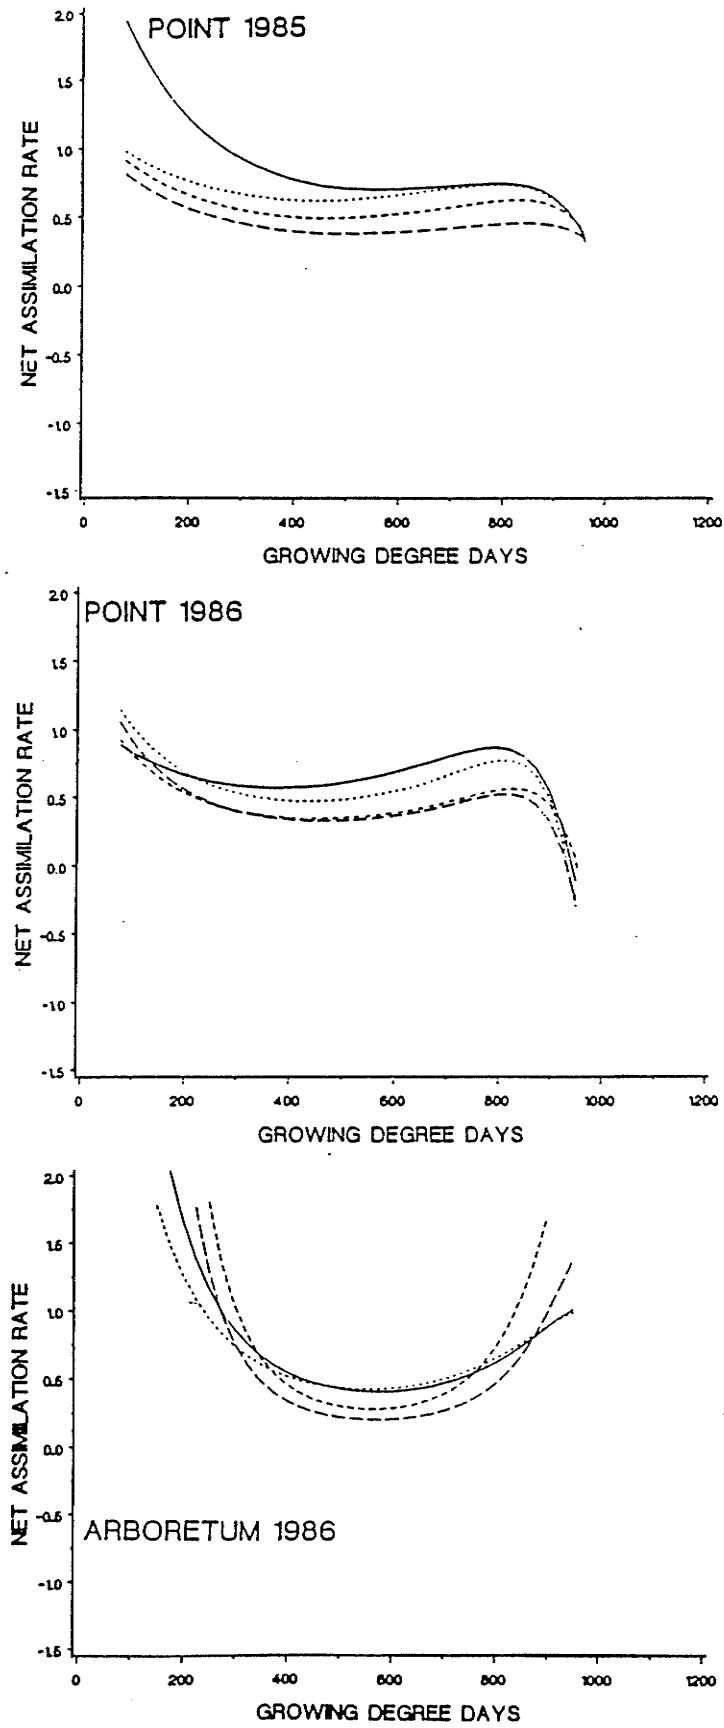 POINT 1985
NET ASSIMILATION RATE
2.0
1.5
1.0
0.5
0.0
-0.5
-1.0
-1.5
0 200 400 600 800 1000 1200
GROWING DEGREE DAYS
POINT 1986
NET ASSIMILATION RATE
2.0
1.5
1.0
0.5
0.0
-0.5
-1.0
-1.5
0 200 400 600 800 1000 1200
GROWING DEGREE DAYS
NET ASSIMILATION RATE
2.0
1.5
1.0
0.5
0.0
-0.5
-1.0
-1.5
ARBORETUM 1986
0 200 400 600 800 1000 1200
GROWING DEGREE DAYS